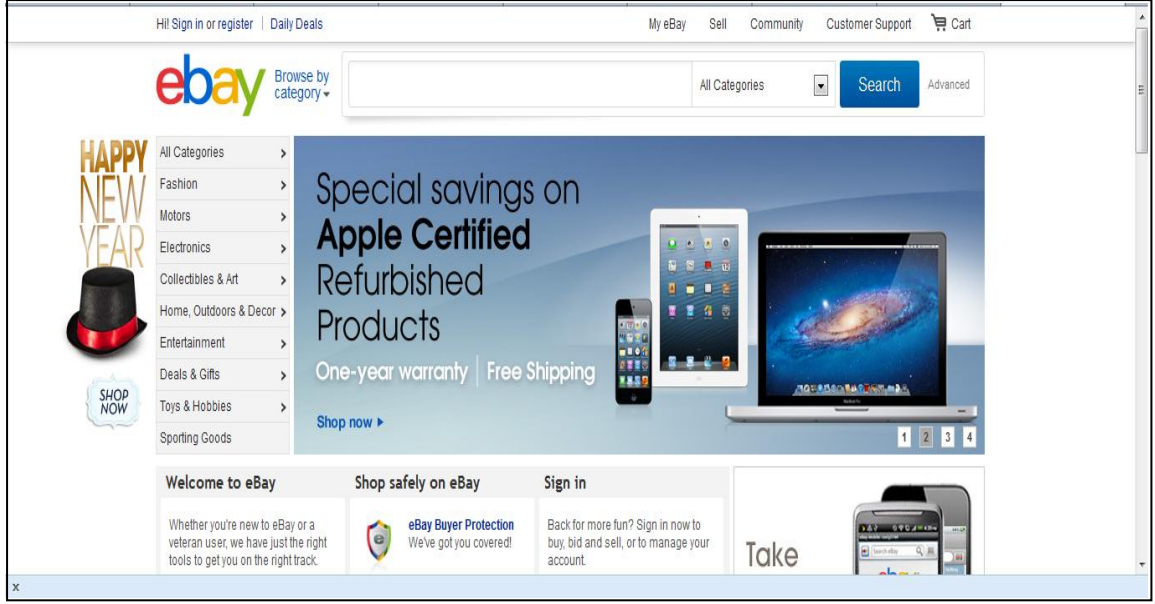 Hi! Sign in or register | Daily Deals
My eBay Sell Community Customer Support Cart
ebay
Browse by
category
All Categories
Search
Advanced
HAPPY
NEW
YEAR
SHOP
NOW
All Categories
Fashion
Motors
Electronics
Collectibles & Art
Home, Outdoors & Decor
Entertainment
Deals & Gifts
Toys & Hobbies
Sporting Goods
Special savings on
Apple Certified
Refurbished
Products
One-year warranty | Free Shipping
Shop now
1 2 3 4
Welcome to eBay
Whether you're new to eBay or a
veteran user, we have just the right
tools to get you on the right track.
Shop safely on eBay
eBay Buyer Protection
We've got you covered!
Sign in
Back for more fun? Sign in now to
buy, bid and sell, or to manage your
account.
Take
Search eBay
x